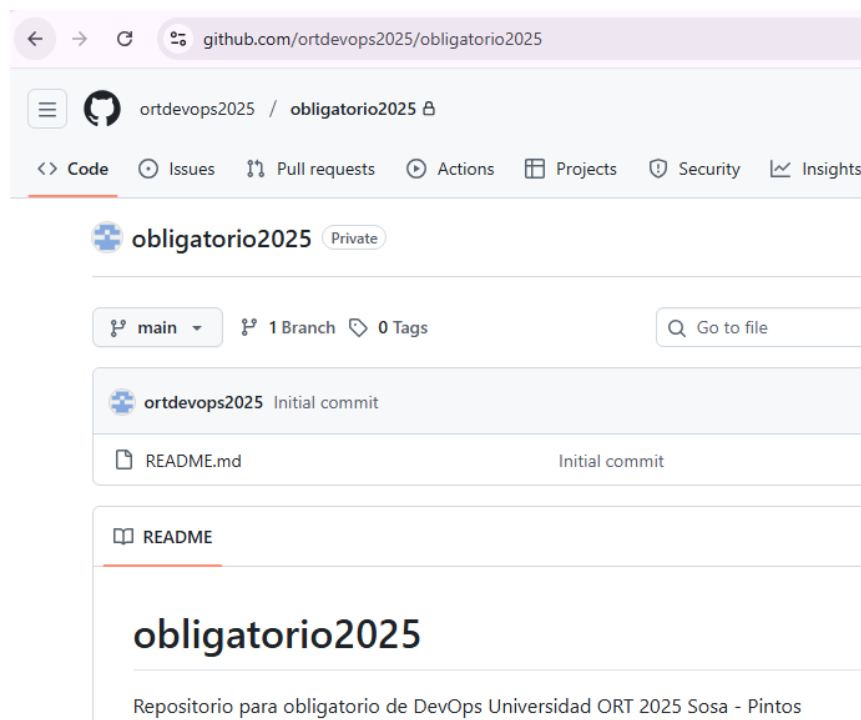 github.com/ortdevops2025/obligatorio2025
ortdevops2025 / obligatorio2025
Code Issues Pull requests Actions Projects Security Insights
obligatorio2025 Private
main 1 Branch 0 Tags Go to file
ortdevops2025 Initial commit
README.md Initial commit
README
obligatorio2025
Repositorio para obligatorio de DevOps Universidad ORT 2025 Sosa - Pintos